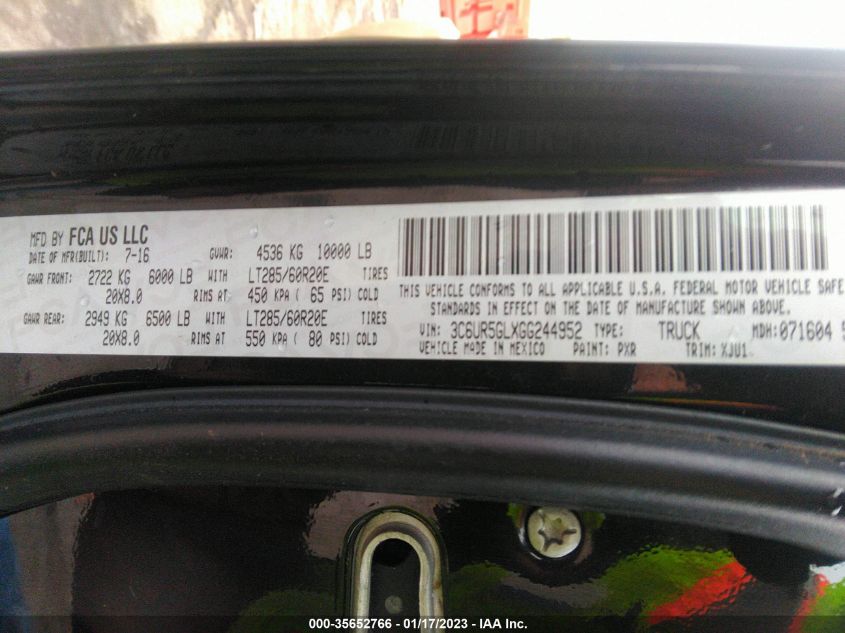 MFD BY FCA US LLC
DATE OF MFR(BUILT): 7-16 GVWR: 4536 KG 10000 LB
GAWR FRONT: 2722 KG 6000 LB WITH LT285/60R20E TIRES
20X8.0 RIMS AT 450 KPA ( 65 PSI) COLD
GAWR REAR: 2949 KG 6500 LB WITH LT285/60R20E TIRES
20X8.0 RIMS AT 550 KPA ( 80 PSI) COLD
THIS VEHICLE CONFORMS TO ALL APPLICABLE U.S.A. FEDERAL MOTOR VEHICLE SAFE
STANDARDS IN EFFECT ON THE DATE OF MANUFACTURE SHOWN ABOVE.
VIN: 3C6UR5GLXGG244952 TYPE: TRUCK MDH:071604 5
VEHICLE MADE IN MEXICO PAINT: PXR TRIM: XJU1
000-35652766 - 01/17/2023 - IAA Inc.